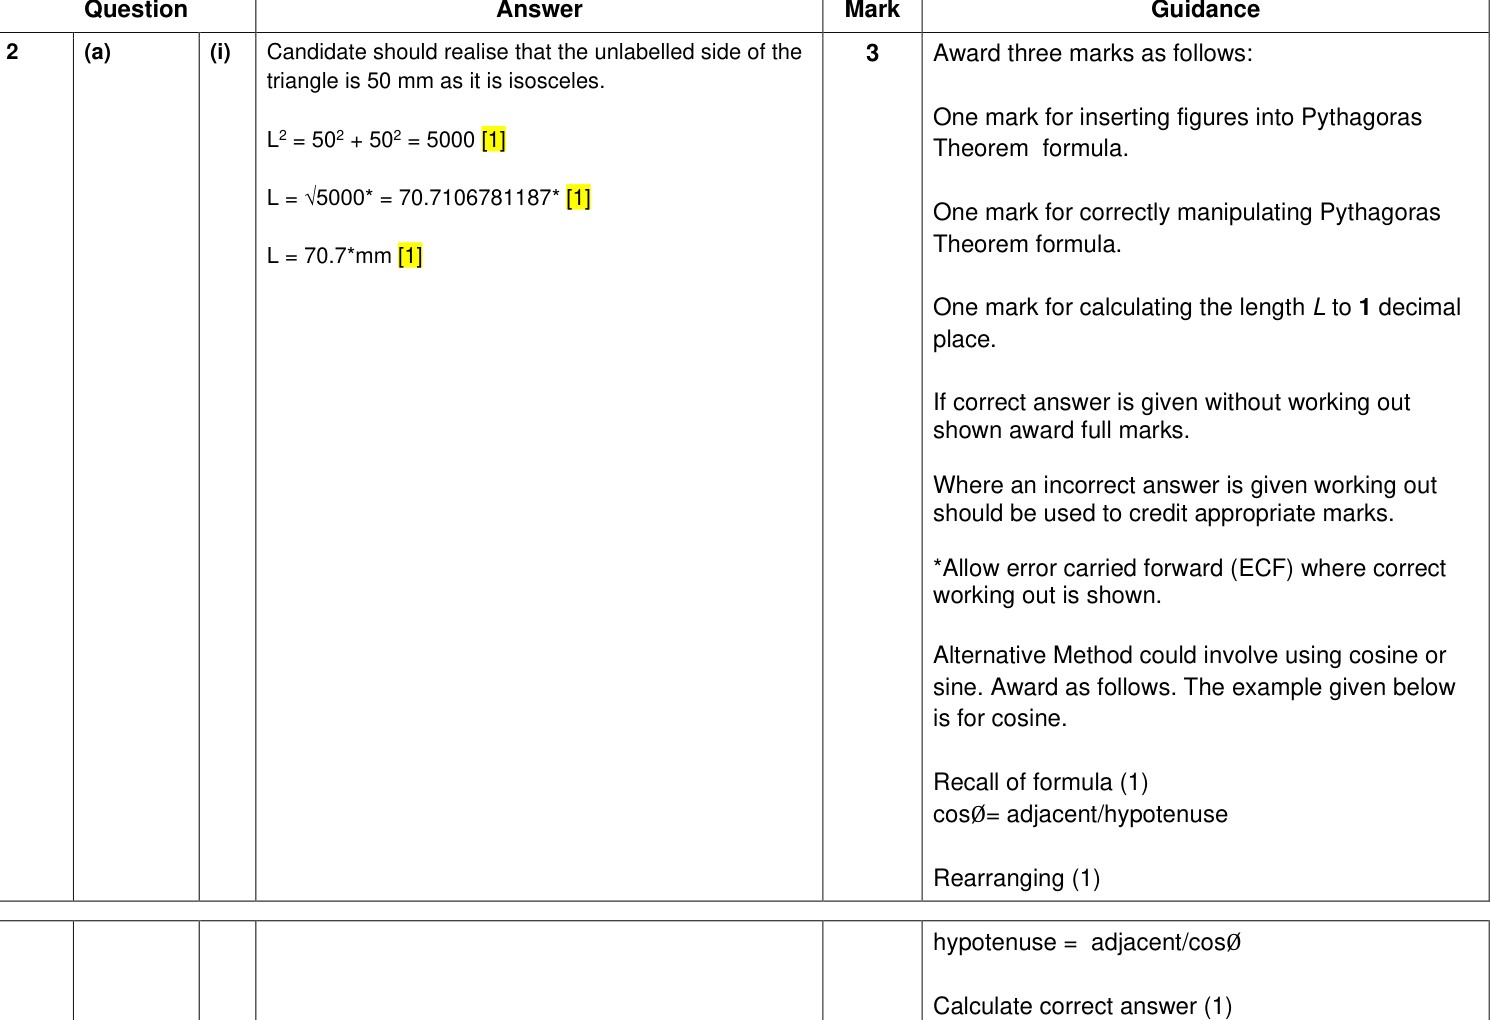 Question Answer Mark Guidance
2 (a) (i) Candidate should realise that the unlabelled side of the
triangle is 50 mm as it is isosceles.
L² = 50² + 50² = 5000 [1]
L = √5000* = 70.7106781187* [1]
L = 70.7*mm [1]
3
Award three marks as follows:
One mark for inserting figures into Pythagoras
Theorem  formula.
One mark for correctly manipulating Pythagoras
Theorem formula.
One mark for calculating the length L to 1 decimal
place.
If correct answer is given without working out
shown award full marks.
Where an incorrect answer is given working out
should be used to credit appropriate marks.
*Allow error carried forward (ECF) where correct
working out is shown.
Alternative Method could involve using cosine or
sine. Award as follows. The example given below
is for cosine.
Recall of formula (1)
cosØ= adjacent/hypotenuse
Rearranging (1)
hypotenuse =  adjacent/cosØ
Calculate correct answer (1)